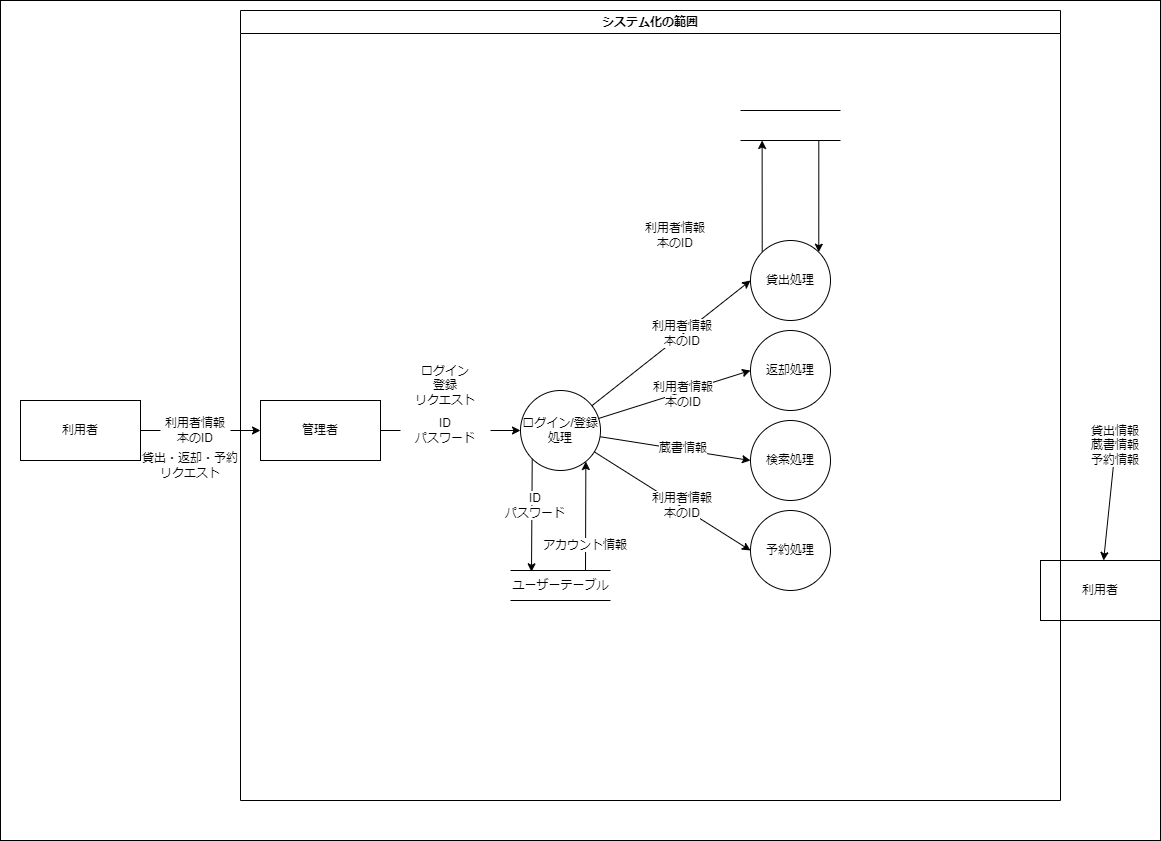 システム化の範囲
利用者情報
本のID
貸出処理
利用者情報
本のID
返却処理
利用者情報
本のID
ログイン
登録
リクエスト
ID
パスワード
利用者
利用者情報
本のID
貸出・返却・予約
リクエスト
管理者
ログイン/登録
処理
蔵書情報
検索処理
利用者情報
本のID
予約処理
ID
パスワード
アカウント情報
ユーザーテーブル
貸出情報
蔵書情報
予約情報
利用者